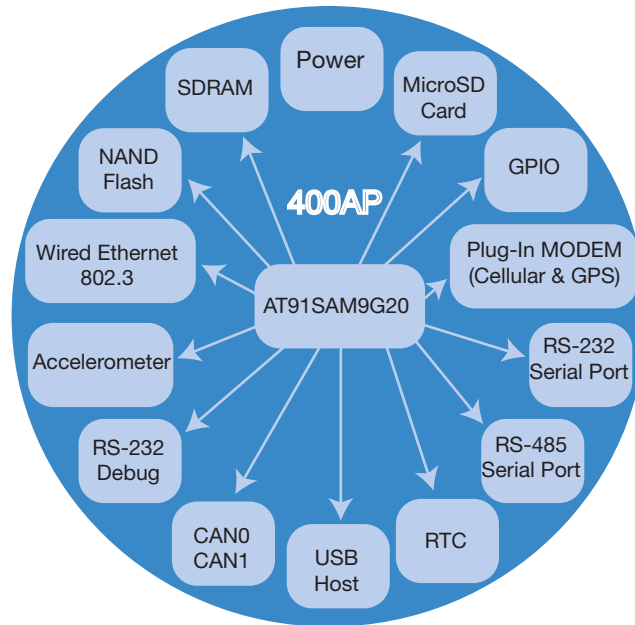 Power
SDRAM
MicroSD
Card
NAND
Flash
GPIO
400AP
Wired Ethernet
802.3
Plug-In MODEM
(Cellular & GPS)
AT91SAM9G20
Accelerometer
RS-232
Serial Port
RS-232
Debug
RS-485
Serial Port
CAN0
CAN1
USB
Host
RTC